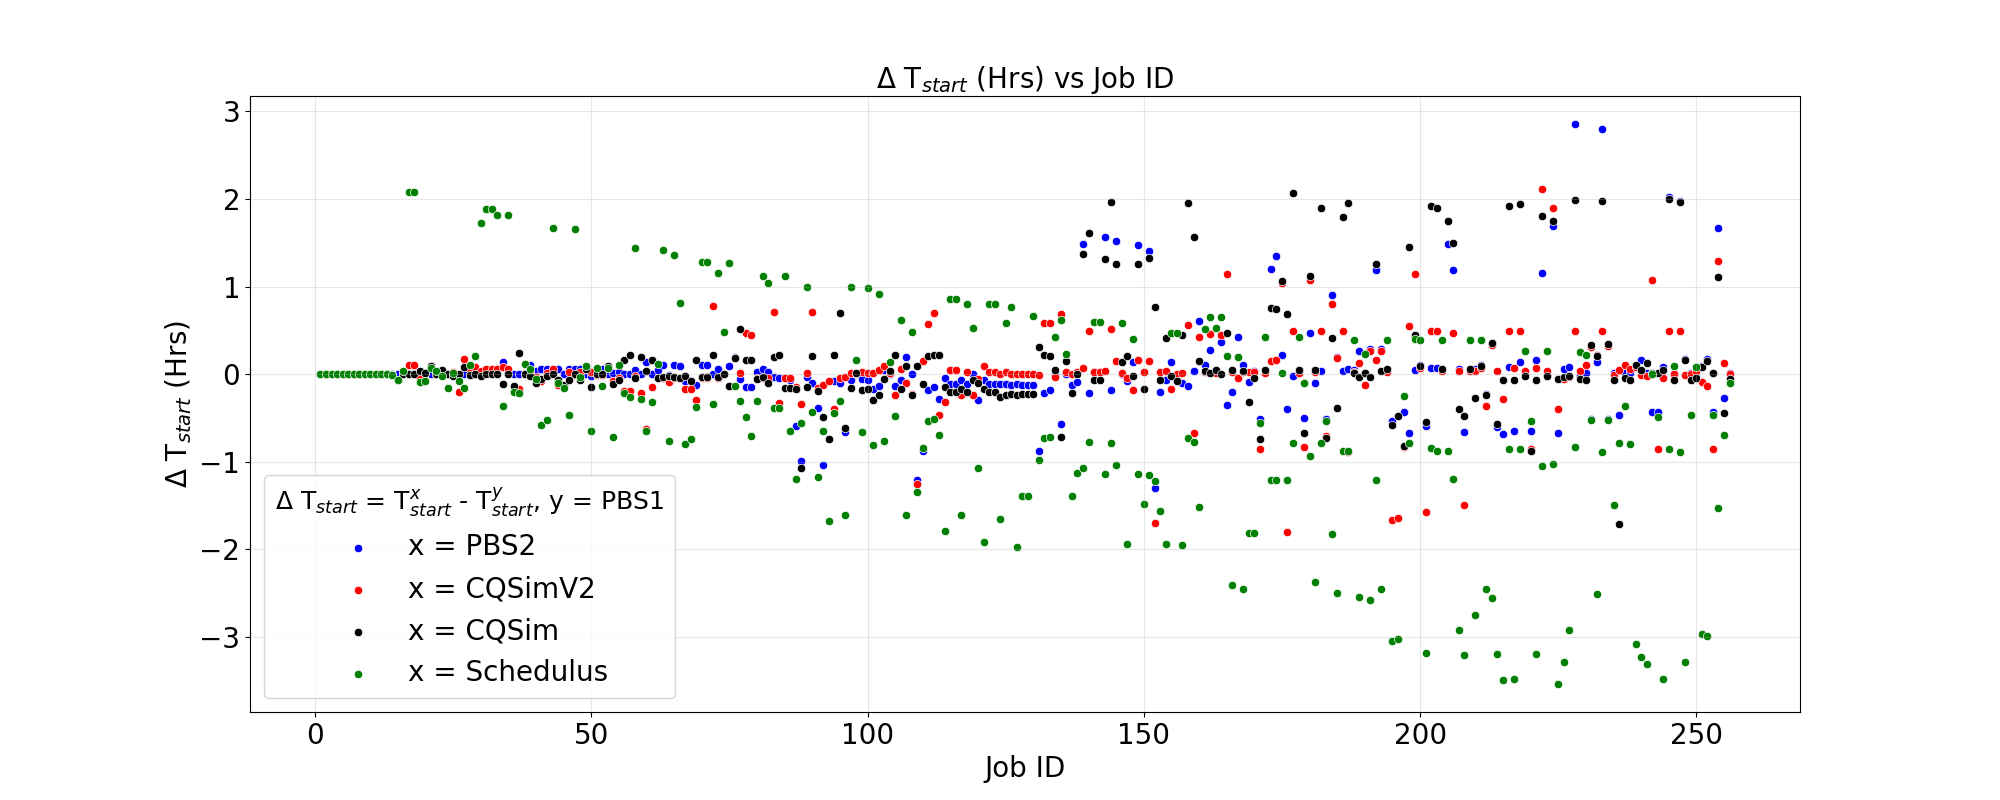 Δ T_start (Hrs) vs Job ID
Δ T_start (Hrs)
3
2
1
0
−1
−2
−3
Δ T_start = T^x_start - T^y_start, y = PBS1
x = PBS2
x = CQSimV2
x = CQSim
x = Schedulus
0 50 100 150 200 250
Job ID